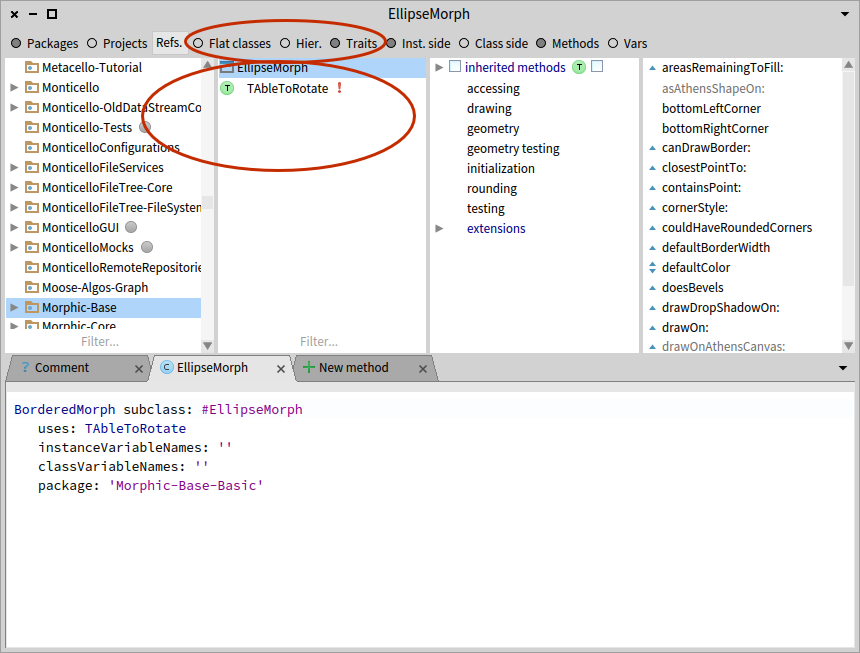 EllipseMorph
Packages Projects Refs. Flat classes Hier. Traits Inst. side Class side Methods Vars
Metacello-Tutorial
Monticello
Monticello-OldDataStreamCo
Monticello-Tests
MonticelloConfigurations
MonticelloFileServices
MonticelloFileTree-Core
MonticelloFileTree-FileSystem
MonticelloGUI
MonticelloMocks
MonticelloRemoteRepositorie
Moose-Algos-Graph
Morphic-Base
Morphic-Core
Filter...
EllipseMorph
T TAbleToRotate !
Filter...
inherited methods T
accessing
drawing
geometry
geometry testing
initialization
rounding
testing
extensions
areasRemainingToFill:
asAthensShapeOn:
bottomLeftCorner
bottomRightCorner
canDrawBorder:
closestPointTo:
containsPoint:
cornerStyle:
couldHaveRoundedCorners
defaultBorderWidth
defaultColor
doesBevels
drawDropShadowOn:
drawOn:
drawOnAthensCanvas:
? Comment C EllipseMorph New method
BorderedMorph subclass: #EllipseMorph
uses: TAbleToRotate
instanceVariableNames: ''
classVariableNames: ''
package: 'Morphic-Base-Basic'